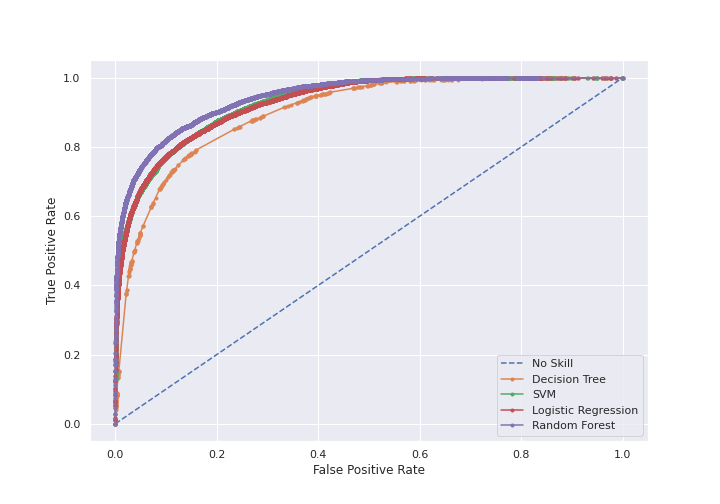 1.0
0.8
0.6
0.4
0.2
0.0
True Positive Rate
0.0 0.2 0.4 0.6 0.8 1.0
False Positive Rate
No Skill
Decision Tree
SVM
Logistic Regression
Random Forest